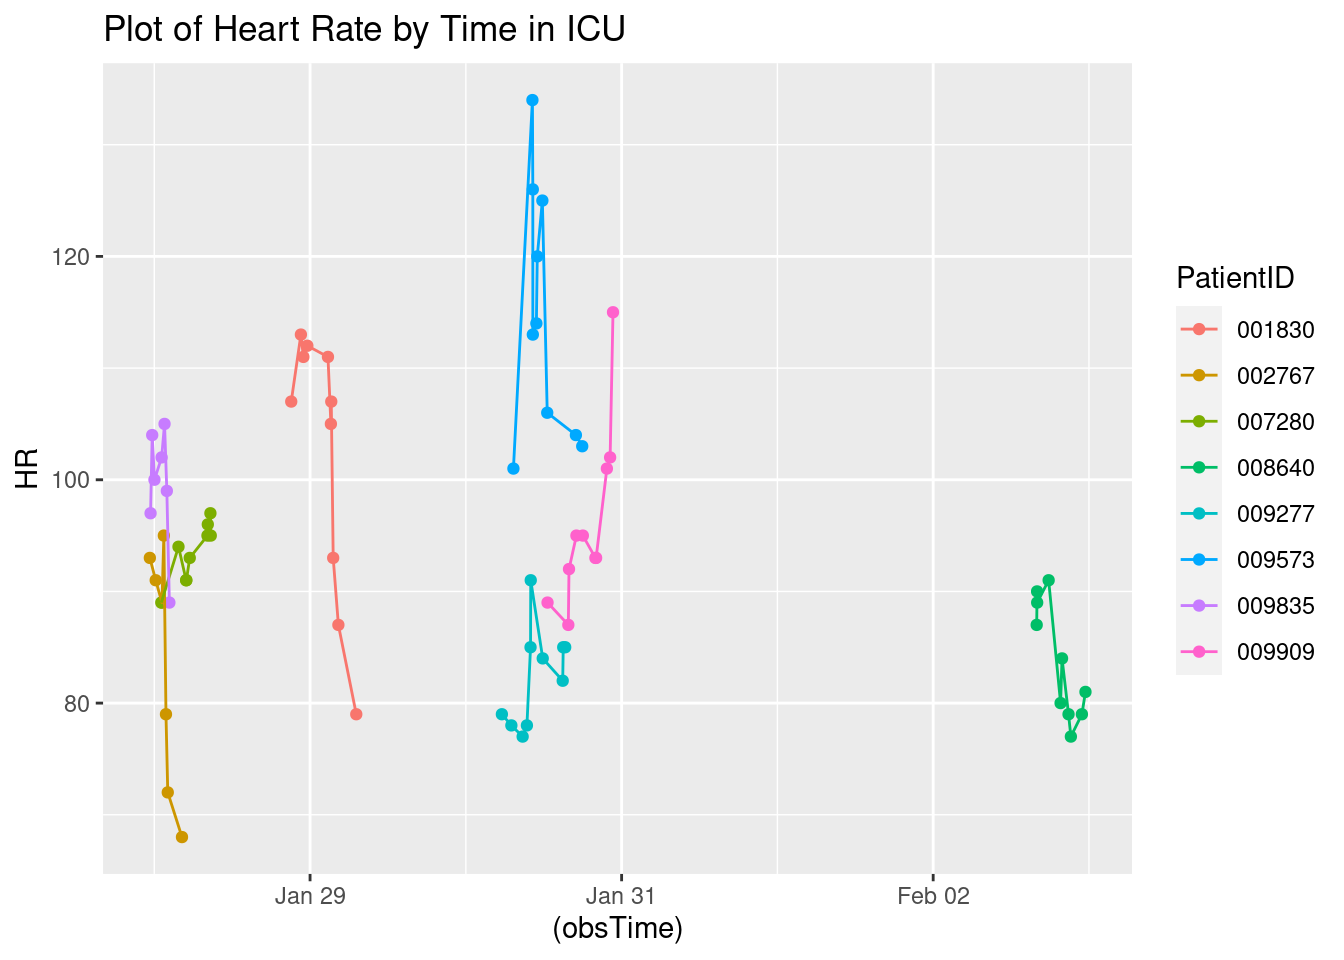 Plot of Heart Rate by Time in ICU
HR
120
100
80
Jan 29
Jan 31
Feb 02
(obsTime)
PatientID
001830
002767
007280
008640
009277
009573
009835
009909